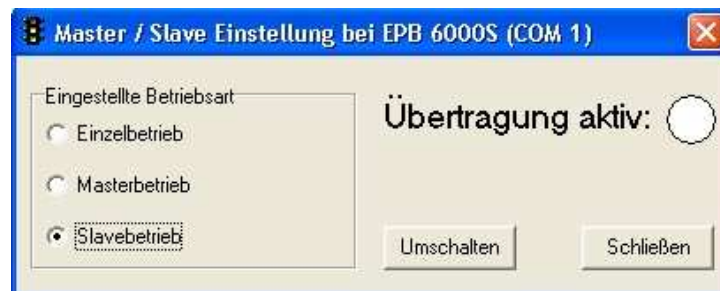 Master / Slave Einstellung bei EPB 6000S (COM 1)
Eingestellte Betriebsart
Einzelbetrieb
Masterbetrieb
Slavebetrieb
Übertragung aktiv:
Umschalten
Schließen